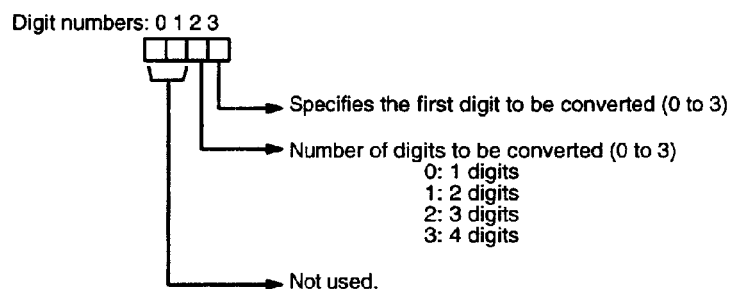 Digit numbers: 0 1 2 3
Specifies the first digit to be converted (0 to 3)
Number of digits to be converted (0 to 3)
0: 1 digits
1: 2 digits
2: 3 digits
3: 4 digits
Not used.